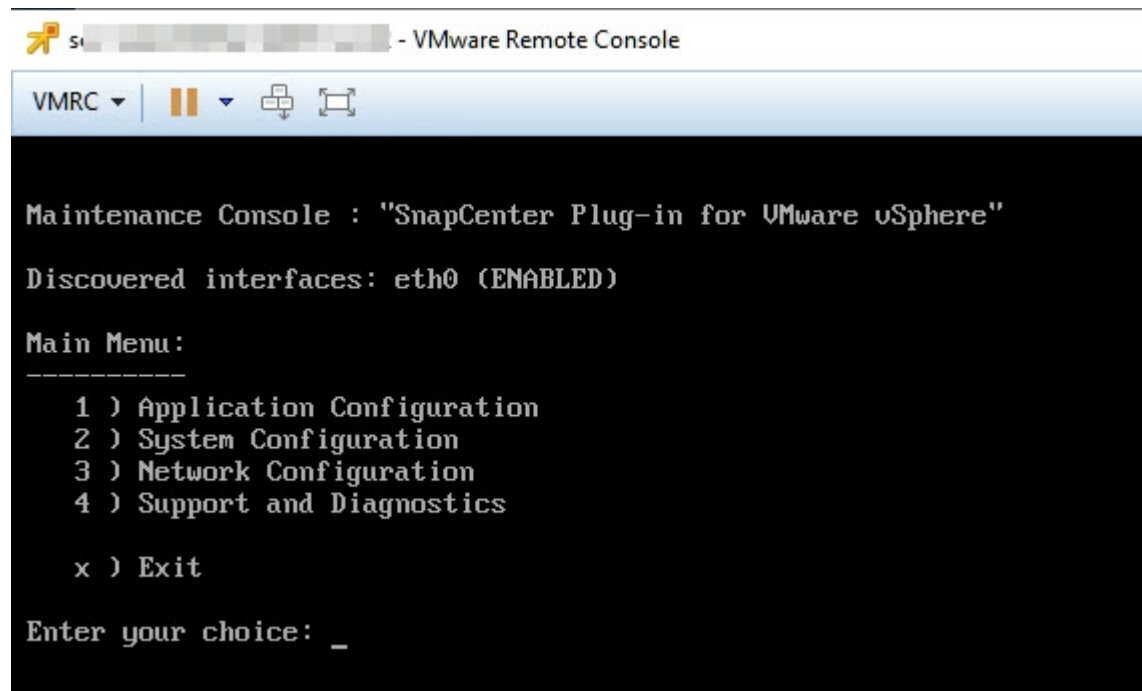 - VMware Remote Console
VMRC
Maintenance Console : "SnapCenter Plug-in for VMware vSphere"
Discovered interfaces: eth0 (ENABLED)
Main Menu:
----------
1 ) Application Configuration
2 ) System Configuration
3 ) Network Configuration
4 ) Support and Diagnostics
x ) Exit
Enter your choice: _